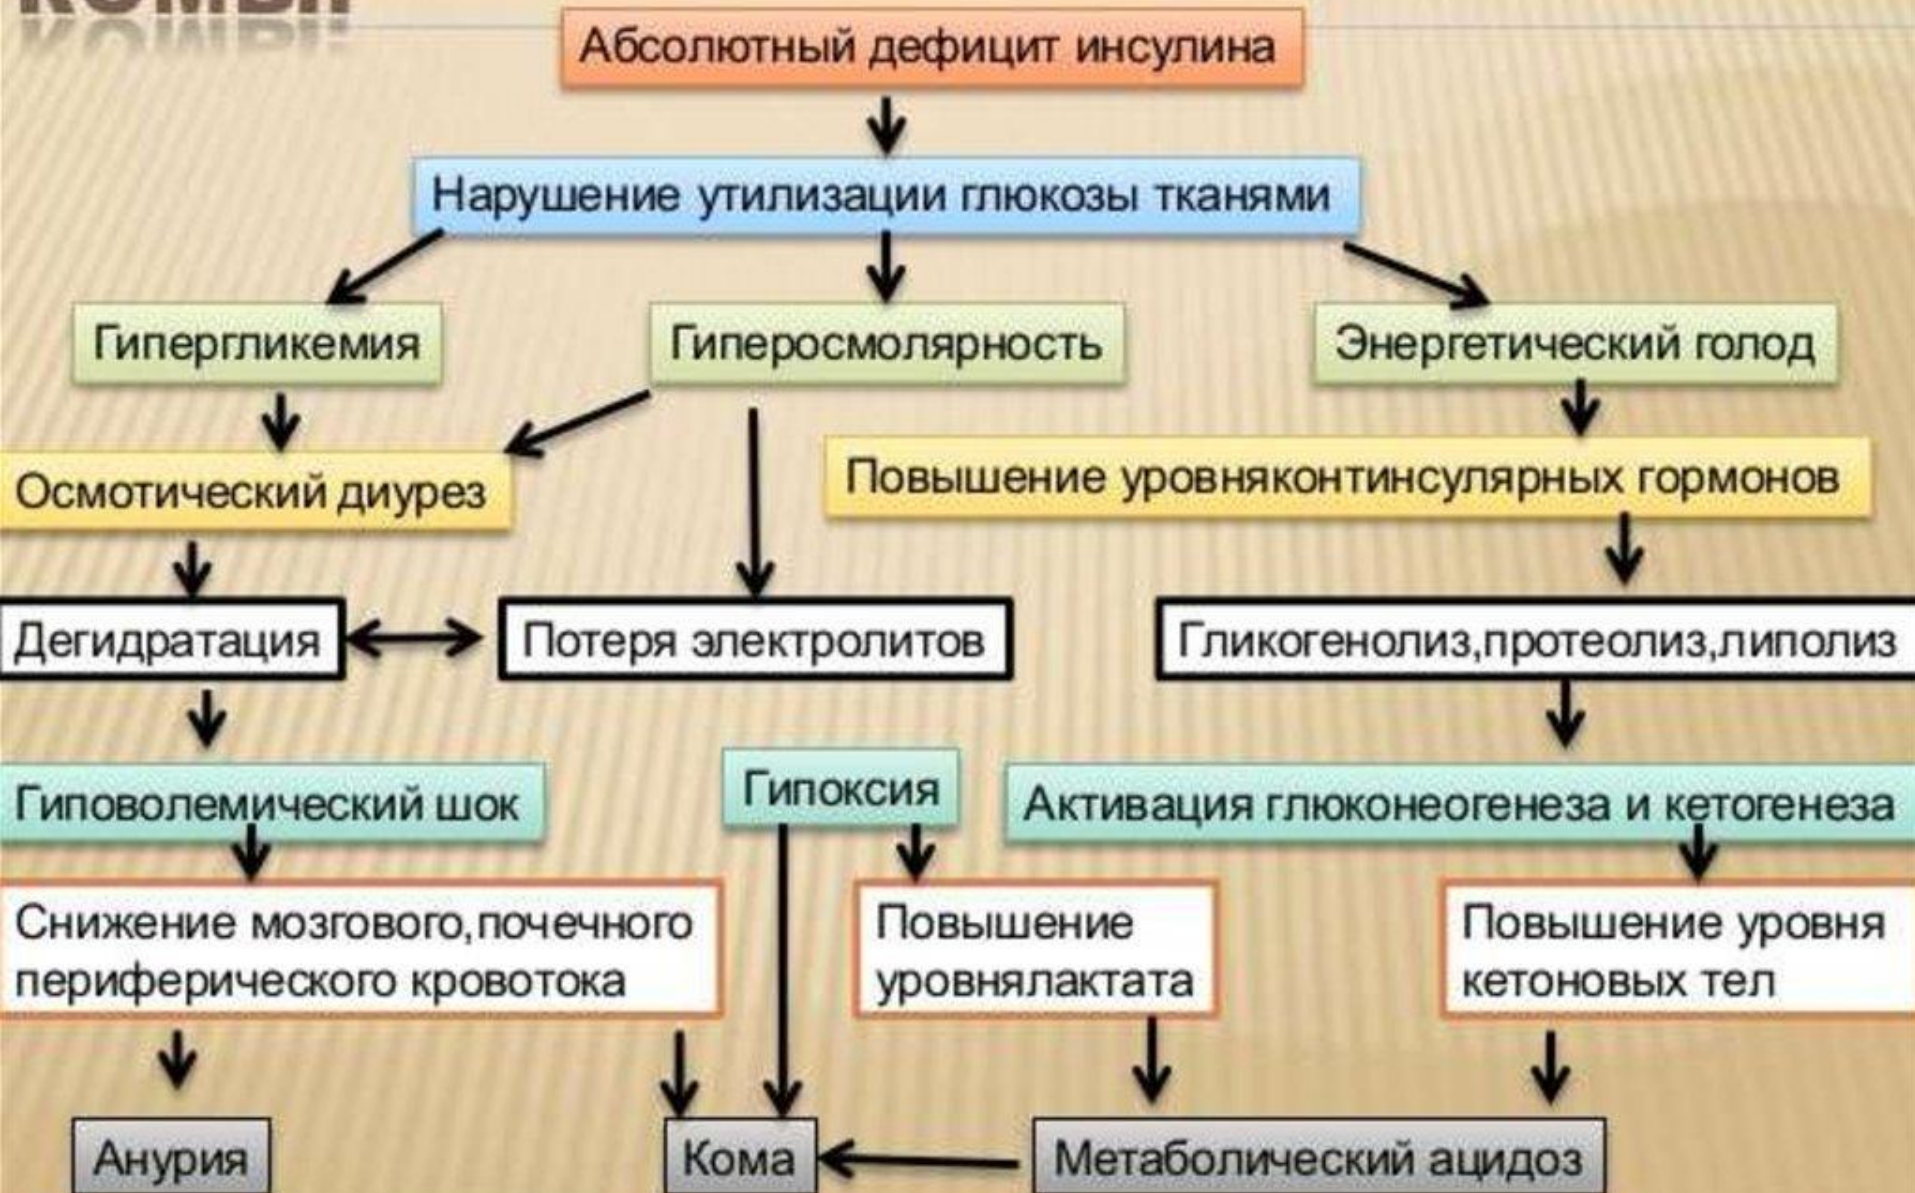 Абсолютный дефицит инсулина
Нарушение утилизации глюкозы тканями
Гипергликемия
Гиперосмолярность
Энергетический голод
Осмотический диурез
Повышение уровняконтинсулярных гормонов
Дегидратация
Потеря электролитов
Гликогенолиз,протеолиз,липолиз
Гиповолемический шок
Гипоксия
Активация глюконеогенеза и кетогенеза
Снижение мозгового,почечного
периферического кровотока
Повышение
уровнялактата
Повышение уровня
кетоновых тел
Анурия
Кома
Метаболический ацидоз